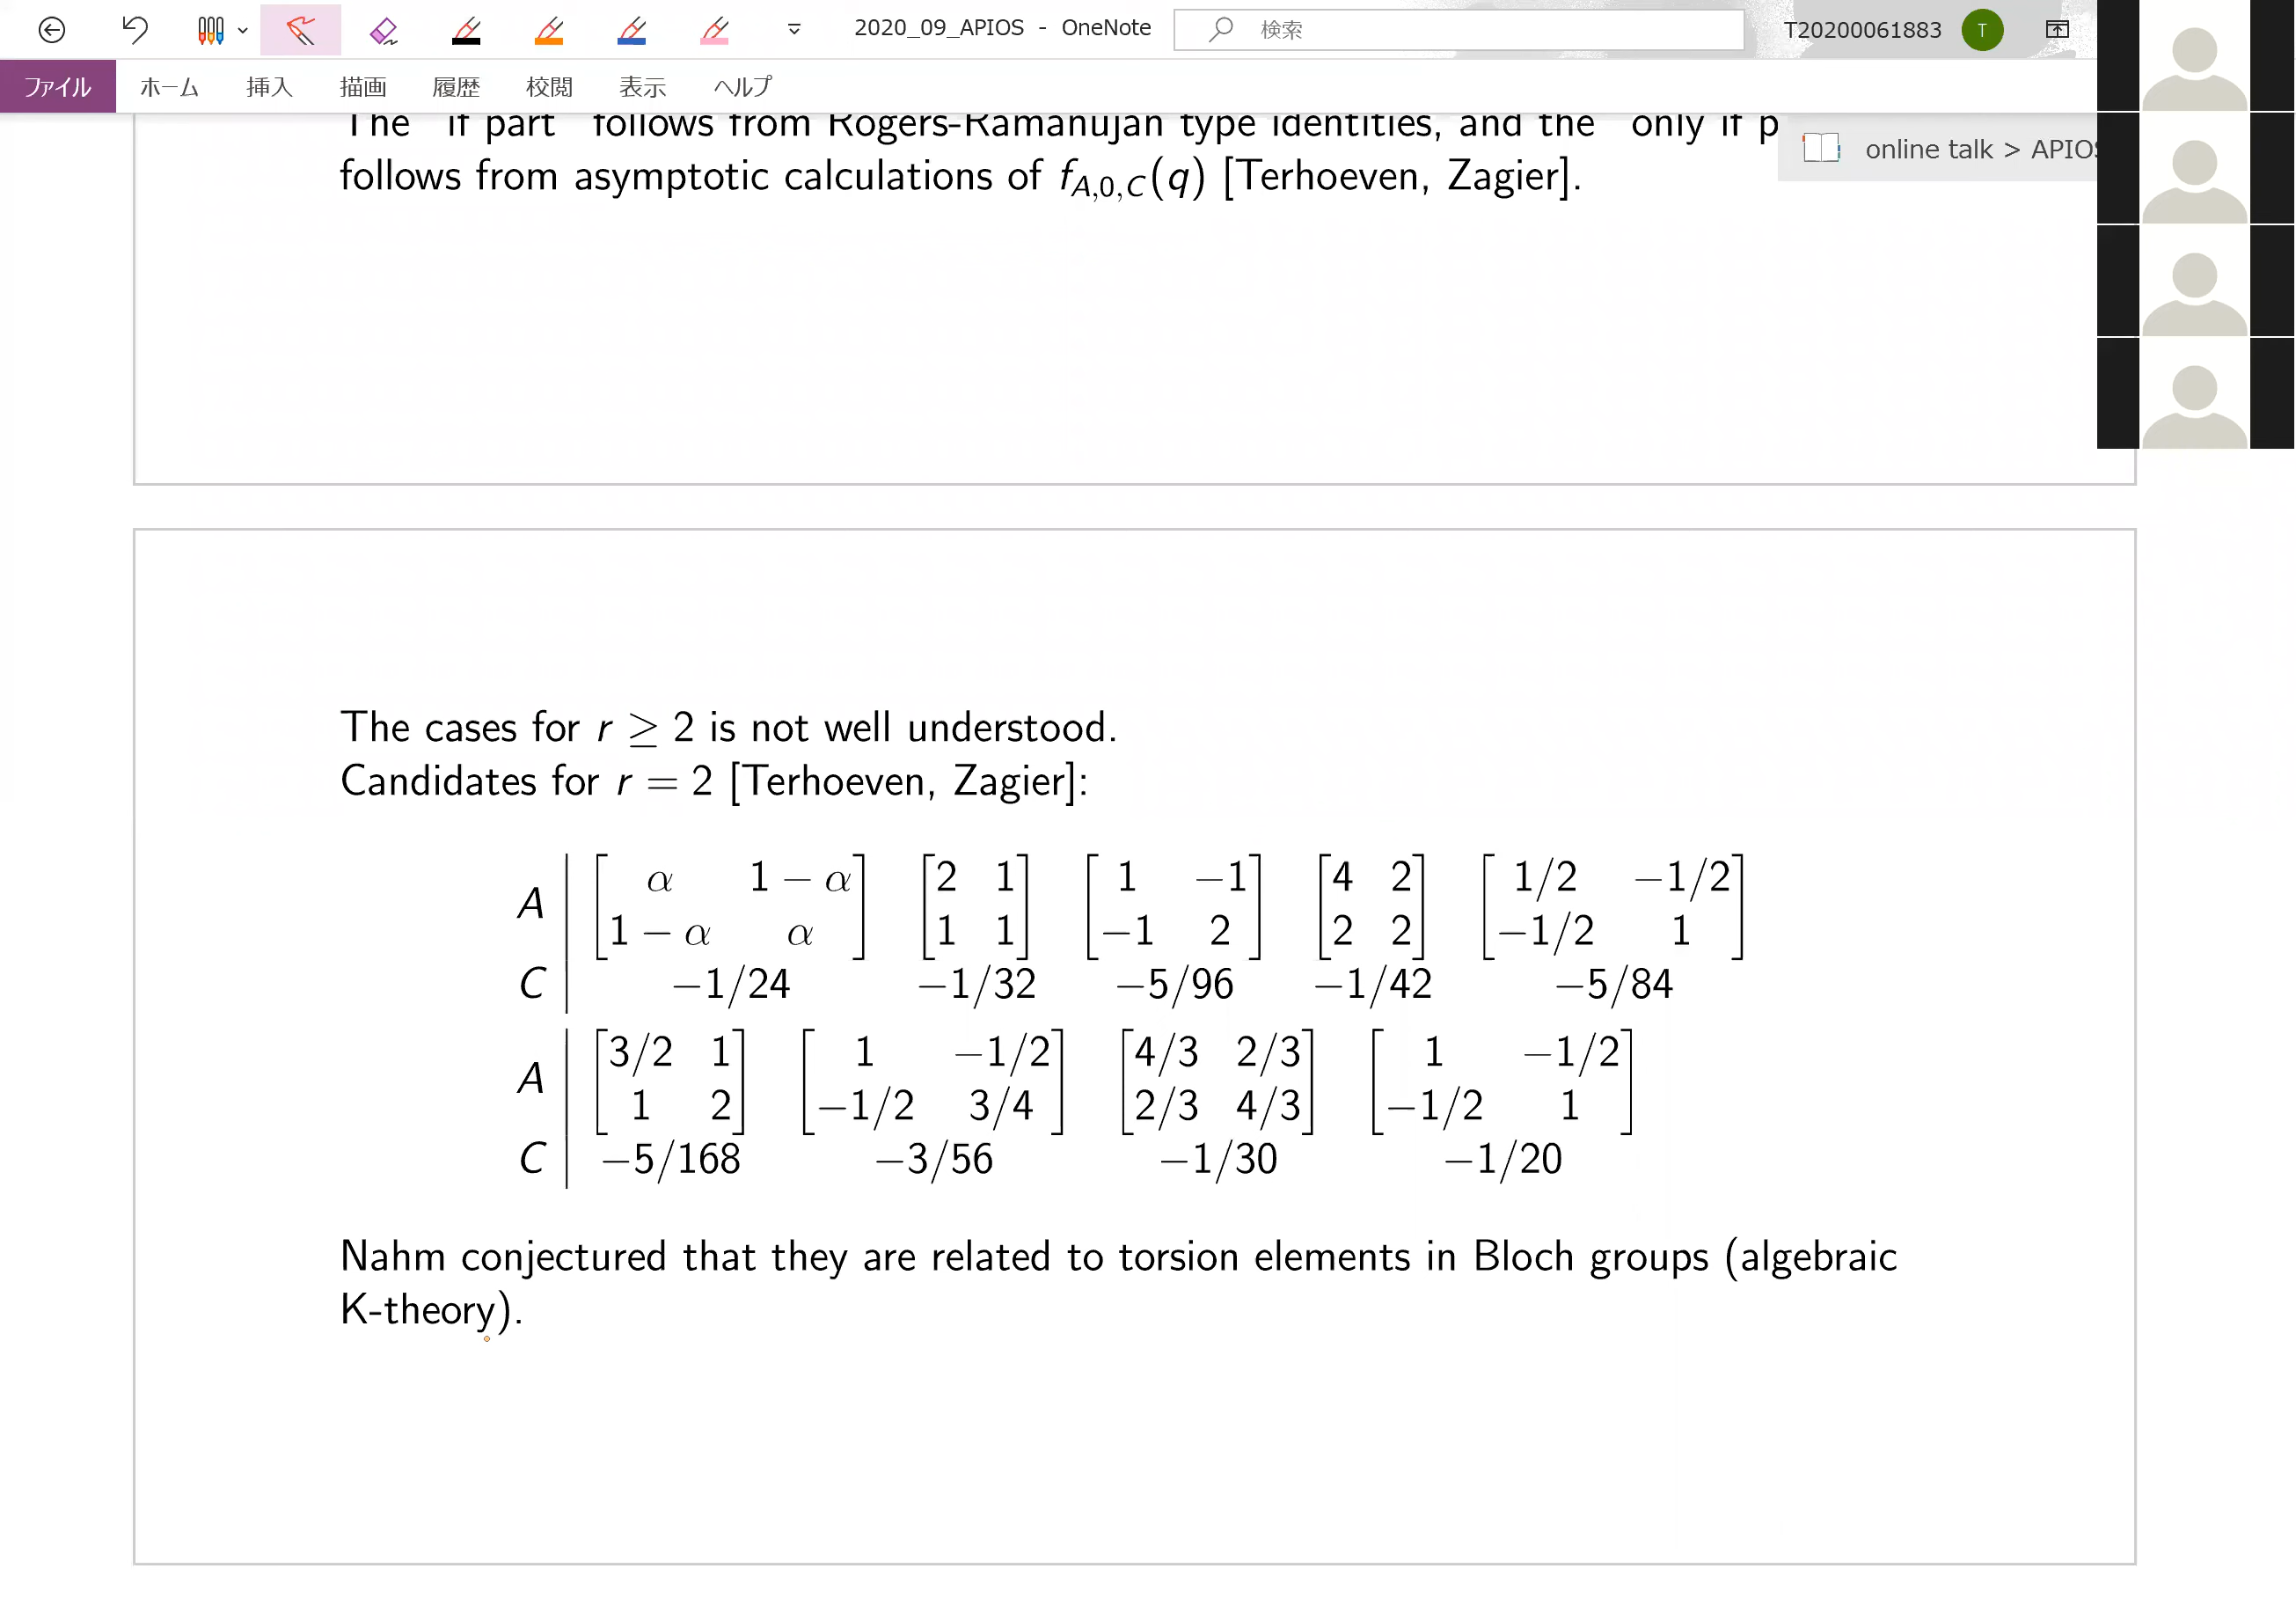 2020_09_APIOS - OneNote
検索
T20200061883
T
ファイル ホーム 挿入 描画 履歴 校閲 表示 ヘルプ
The if part follows from Rogers-Ramanujan type identities, and the only if p
follows from asymptotic calculations of f_{A,0,C}(q) [Terhoeven, Zagier].
online talk > APIOS
The cases for r ≥ 2 is not well understood.
Candidates for r = 2 [Terhoeven, Zagier]:
A | [α 1 − α; 1 − α α] [2 1; 1 1] [1 −1; −1 2] [4 2; 2 2] [1/2 −1/2; −1/2 1]
C | −1/24 −1/32 −5/96 −1/42 −5/84
A | [3/2 1; 1 2] [1 −1/2; −1/2 3/4] [4/3 2/3; 2/3 4/3] [1 −1/2; −1/2 1]
C | −5/168 −3/56 −1/30 −1/20
Nahm conjectured that they are related to torsion elements in Bloch groups (algebraic
K-theory).